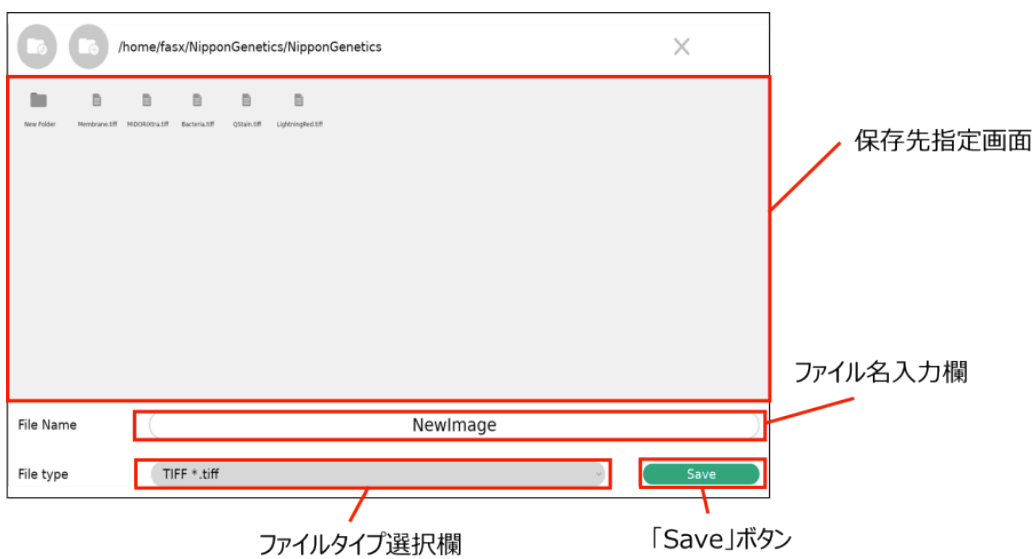 /home/fasx/NipponGenetics/NipponGenetics
New Folder Membrane.tiff MIDORIXtra.tiff Bacteria.tiff QStain.tiff LightningRed.tiff
保存先指定画面
ファイル名入力欄
File Name NewImage
File type TIFF *.tiff Save
ファイルタイプ選択欄 「Save」ボタン